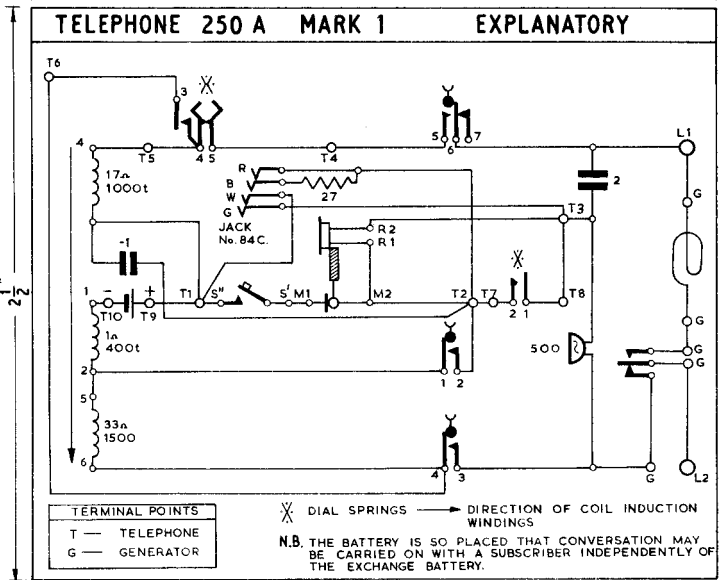 TELEPHONE 250 A MARK 1 EXPLANATORY
T6
3
4
T5
4 5
T4
5 6 7
L1
17Ω
1000t
R
B
W
G
27
JACK
No. 84C.
2
G
T3
R2
R1
·1
1
−
+
T10
T9
T1
S"
S'
M1
M2
T2
T7
2 1
T8
1Ω
400t
500
G
G
G
2
1 2
5
33Ω
1500
6
4
3
G
L2
2½"
TERMINAL POINTS
T — TELEPHONE
G — GENERATOR
DIAL SPRINGS
DIRECTION OF COIL INDUCTION
WINDINGS
N.B. THE BATTERY IS SO PLACED THAT CONVERSATION MAY
BE CARRIED ON WITH A SUBSCRIBER INDEPENDENTLY OF
THE EXCHANGE BATTERY.